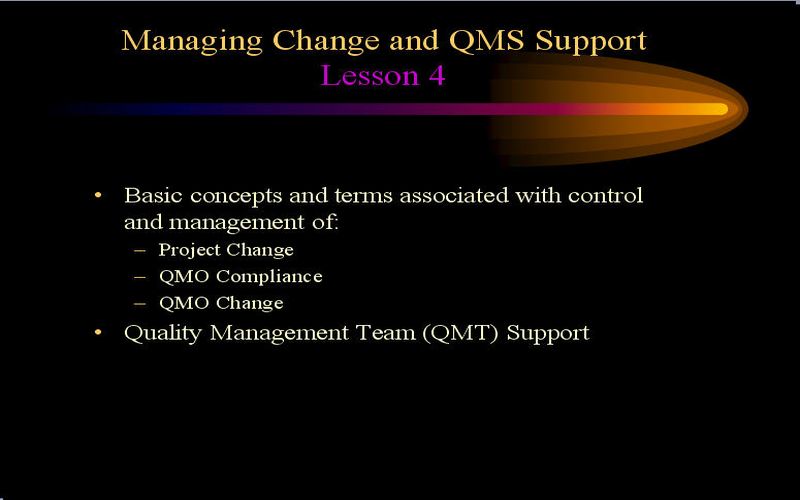 Managing Change and QMS Support
Lesson 4
• Basic concepts and terms associated with control
and management of:
– Project Change
– QMO Compliance
– QMO Change
• Quality Management Team (QMT) Support